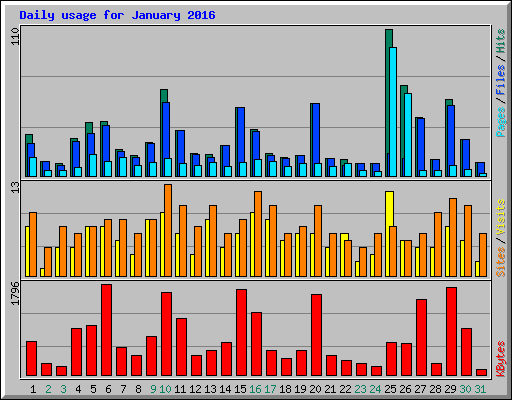 Daily usage for January 2016
110
Pages/Files/Hits
13
Sites/Visits
1796
KBytes
1 2 3 4 5 6 7 8 9 10 11 12 13 14 15 16 17 18 19 20 21 22 23 24 25 26 27 28 29 30 31